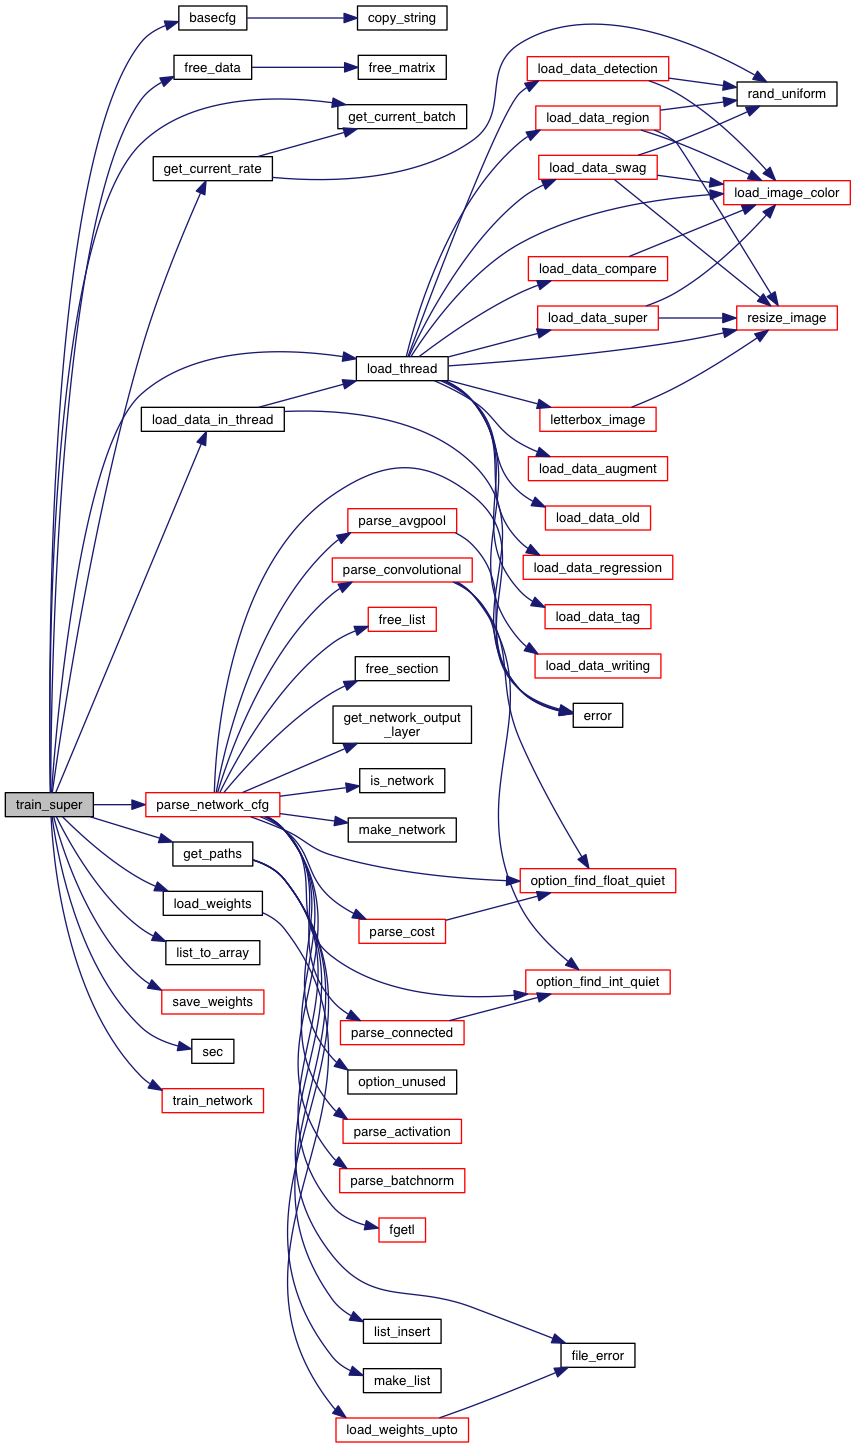 basecfg
copy_string
free_data
free_matrix
load_data_detection
rand_uniform
get_current_batch
load_data_region
get_current_rate
load_data_swag
load_image_color
load_data_compare
load_data_super
resize_image
load_thread
load_data_in_thread
letterbox_image
load_data_augment
parse_avgpool
load_data_old
parse_convolutional
load_data_regression
free_list
load_data_tag
free_section
load_data_writing
get_network_output
_layer
error
is_network
train_super
parse_network_cfg
make_network
get_paths
option_find_float_quiet
load_weights
parse_cost
list_to_array
option_find_int_quiet
save_weights
parse_connected
sec
option_unused
train_network
parse_activation
parse_batchnorm
fgetl
list_insert
file_error
make_list
load_weights_upto